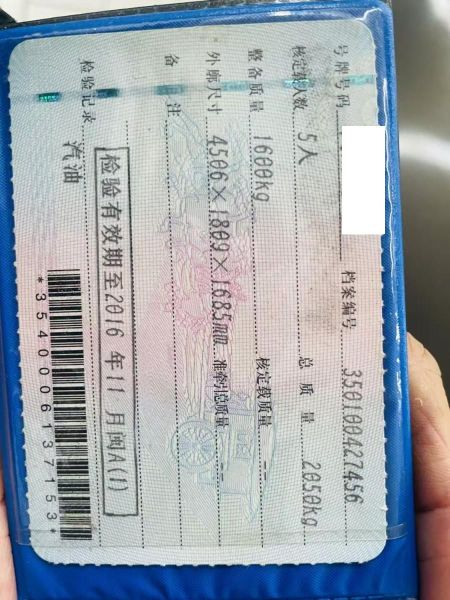 号牌号码 档案编号 350100427456
核定载人数 5人 总质量 2050kg
整备质量 1600kg 核定载质量 --
外廓尺寸 4506×1809×1685mm 准牵引总质量 --
备注
检验有效期至2016年11月闽A(1)
检验记录
汽油
*3540006137153*